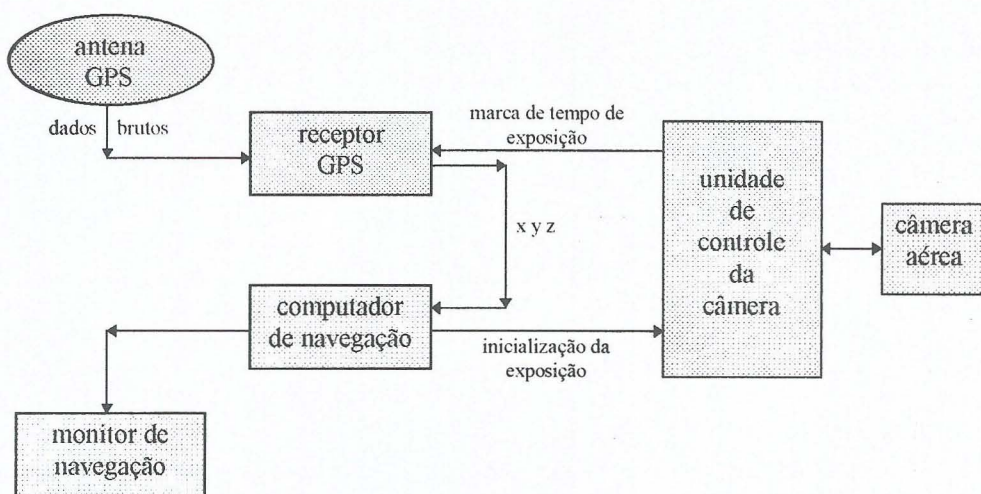 antena
GPS
dados brutos
receptor
GPS
marca de tempo de
exposição
unidade
de
controle
da
câmera
câmera
aérea
x y z
computador
de navegação
inicialização da
exposição
monitor de
navegação